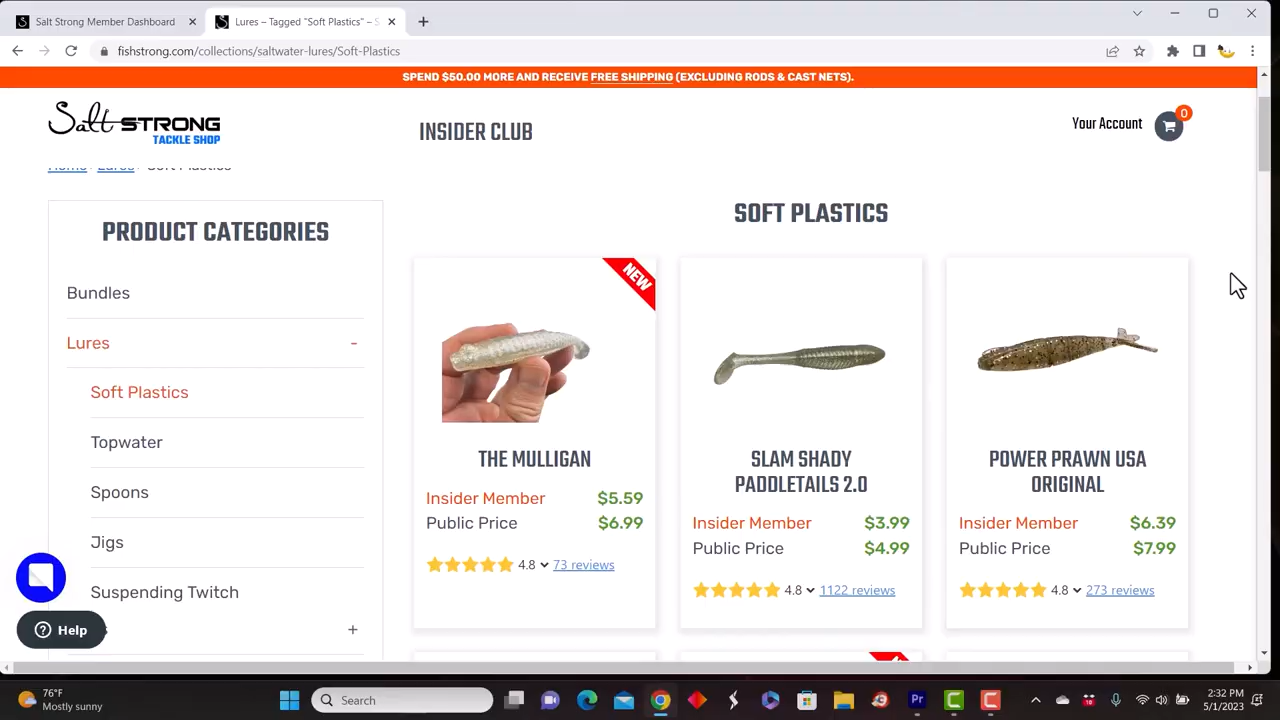 Salt Strong Member Dashboard
Lures – Tagged "Soft Plastics" – S
fishstrong.com/collections/saltwater-lures/Soft-Plastics
SPEND $50.00 MORE AND RECEIVE FREE SHIPPING (EXCLUDING RODS & CAST NETS).
Salt STRONG
TACKLE SHOP
INSIDER CLUB
Your Account
0
Home Lures Soft Plastics
PRODUCT CATEGORIES
Bundles
Lures -
Soft Plastics
Topwater
Spoons
Jigs
Suspending Twitch
+
Help
SOFT PLASTICS
NEW
THE MULLIGAN
Insider Member $5.59
Public Price $6.99
4.8 73 reviews
SLAM SHADY
PADDLETAILS 2.0
Insider Member $3.99
Public Price $4.99
4.8 1122 reviews
POWER PRAWN USA
ORIGINAL
Insider Member $6.39
Public Price $7.99
4.8 273 reviews
76°F
Mostly sunny
Search
Pr
2:32 PM
5/1/2023